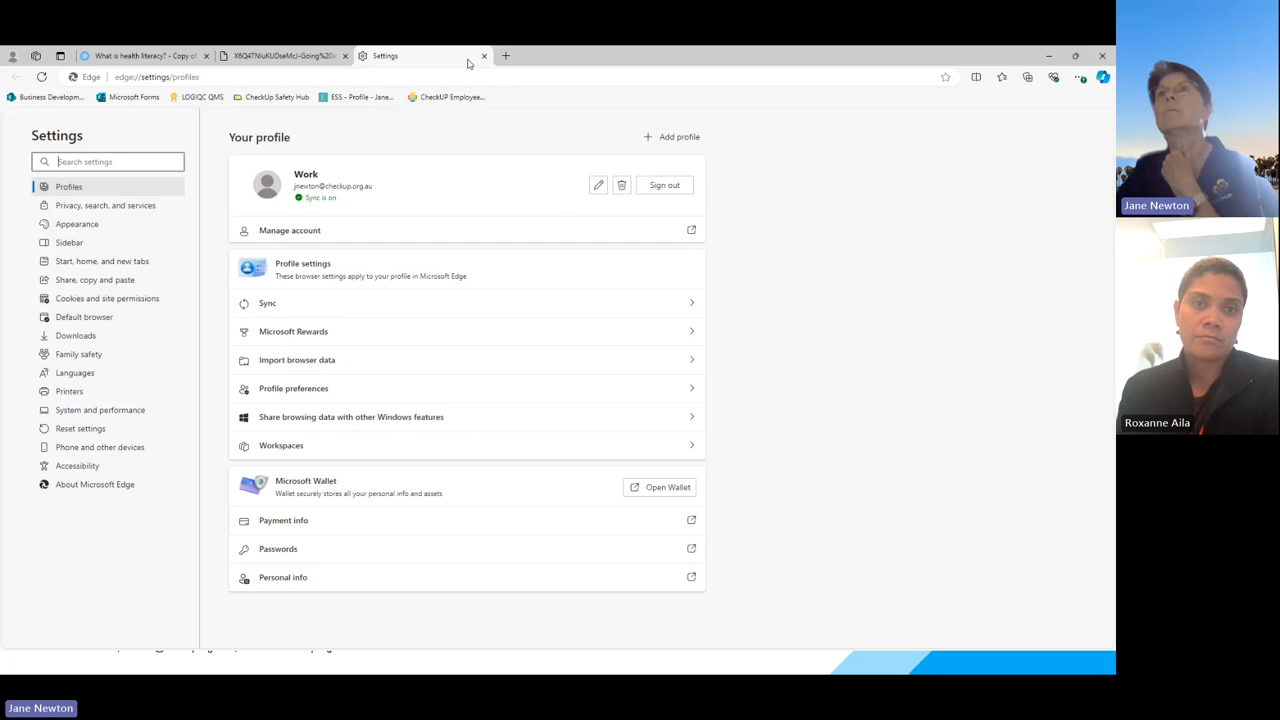 What is health literacy? - Copy of
X6Q4TNluKUDseMcJ-Going%20
Settings
Edge
edge://settings/profiles
Business Developm...
Microsoft Forms
LOGIQC QMS
CheckUp Safety Hub
ESS - Profile - Jane...
CheckUP Employee...
Settings
Search settings
Profiles
Privacy, search, and services
Appearance
Sidebar
Start, home, and new tabs
Share, copy and paste
Cookies and site permissions
Default browser
Downloads
Family safety
Languages
Printers
System and performance
Reset settings
Phone and other devices
Accessibility
About Microsoft Edge
Your profile
Add profile
Work
jnewton@checkup.org.au
Sync is on
Sign out
Manage account
Profile settings
These browser settings apply to your profile in Microsoft Edge
Sync
Microsoft Rewards
Import browser data
Profile preferences
Share browsing data with other Windows features
Workspaces
Microsoft Wallet
Wallet securely stores all your personal info and assets
Open Wallet
Payment info
Passwords
Personal info
Jane Newton
Roxanne Aila
Jane Newton